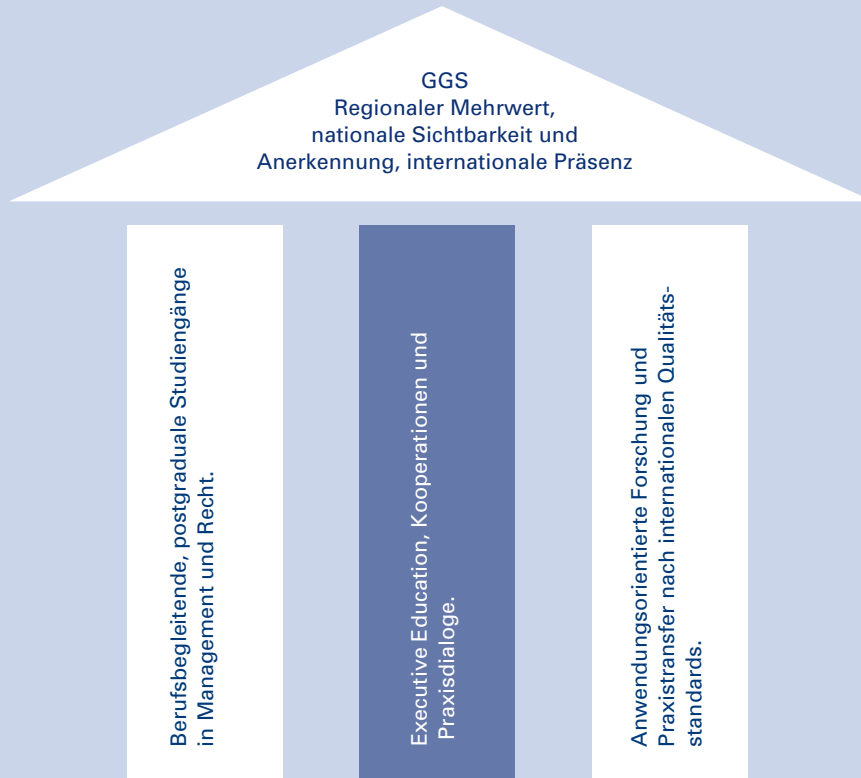 GGS
Regionaler Mehrwert,
nationale Sichtbarkeit und
Anerkennung, internationale Präsenz
Berufsbegleitende, postgraduale Studiengänge
in Management und Recht.
Executive Education, Kooperationen und
Praxisdialoge.
Anwendungsorientierte Forschung und
Praxistransfer nach internationalen Qualitäts-
standards.